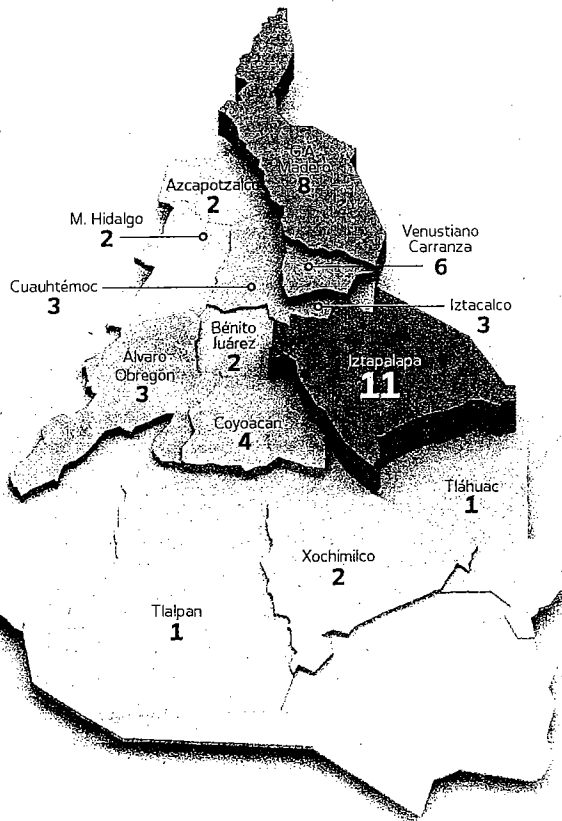 G.A.
Madero
8
Azcapotzalco
2
M. Hidalgo
2
Venustiano
Carranza
6
Cuauhtémoc
3
Iztacalco
3
Bénito
Juárez
2
Álvaro
Obregón
3
Iztapalapa
11
Coyoacán
4
Tláhuac
1
Xochimilco
2
Tlalpan
1